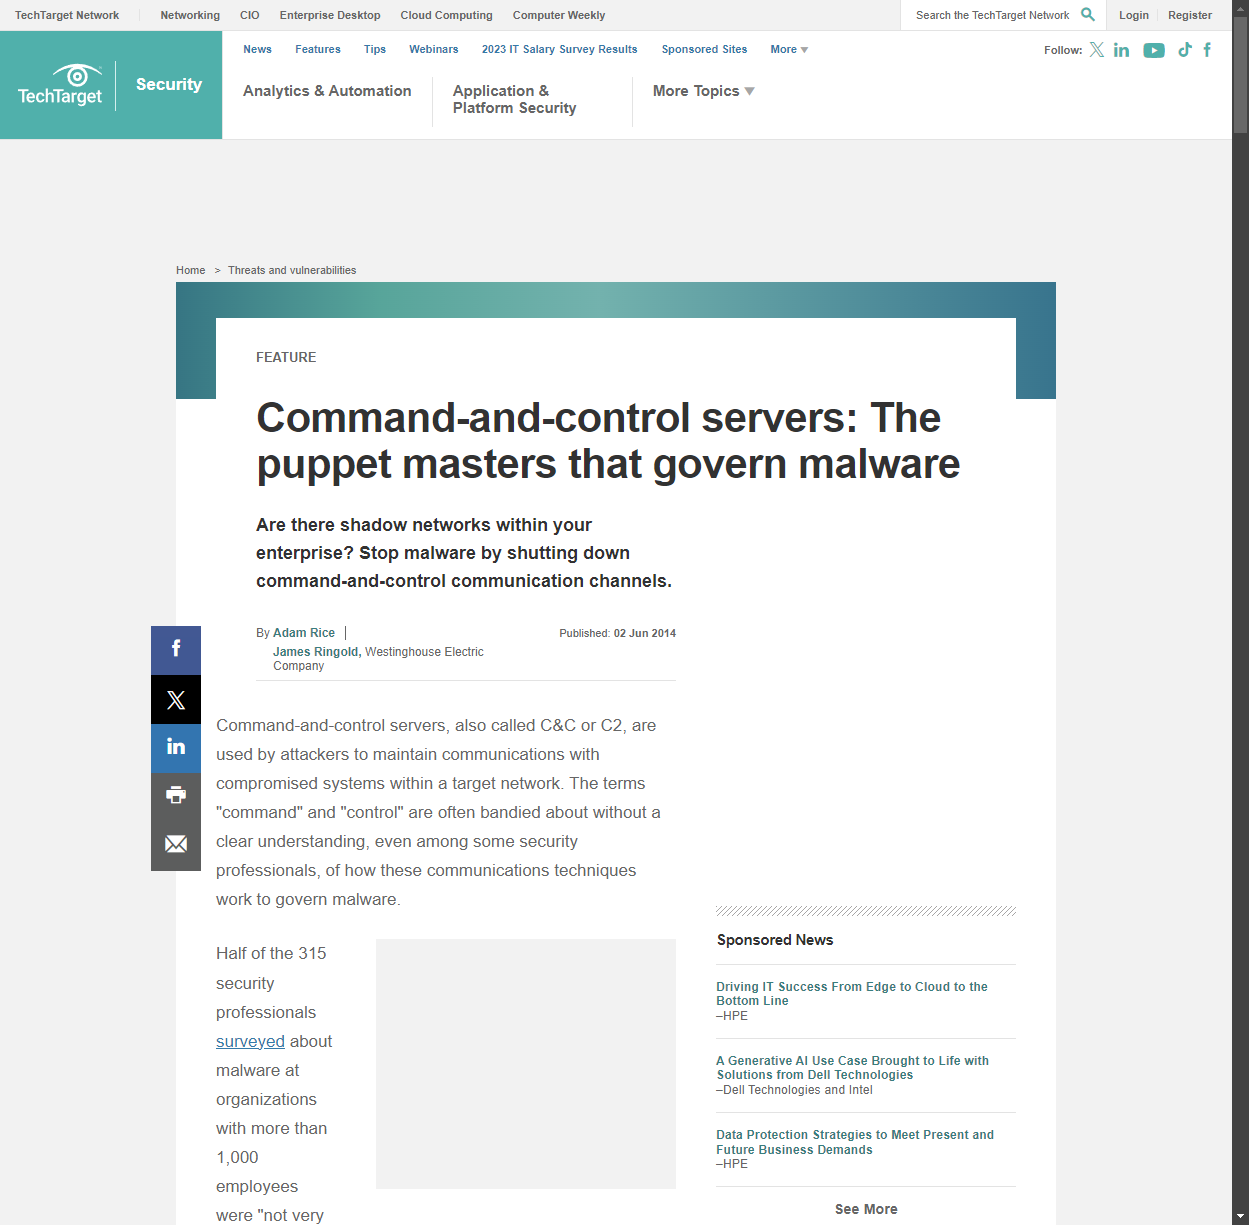 TechTarget Network
Networking
CIO
Enterprise Desktop
Cloud Computing
Computer Weekly
Search the TechTarget Network
Login
Register
TechTarget
Security
News
Features
Tips
Webinars
2023 IT Salary Survey Results
Sponsored Sites
More
Follow:
Analytics & Automation
Application &
Platform Security
More Topics
Home > Threats and vulnerabilities
FEATURE
Command-and-control servers: The
puppet masters that govern malware
Are there shadow networks within your
enterprise? Stop malware by shutting down
command-and-control communication channels.
By Adam Rice
Published: 02 Jun 2014
James Ringold, Westinghouse Electric
Company
Command-and-control servers, also called C&C or C2, are
used by attackers to maintain communications with
compromised systems within a target network. The terms
"command" and "control" are often bandied about without a
clear understanding, even among some security
professionals, of how these communications techniques
work to govern malware.
Half of the 315
security
professionals
surveyed about
malware at
organizations
with more than
1,000
employees
were "not very
Sponsored News
Driving IT Success From Edge to Cloud to the
Bottom Line
–HPE
A Generative AI Use Case Brought to Life with
Solutions from Dell Technologies
–Dell Technologies and Intel
Data Protection Strategies to Meet Present and
Future Business Demands
–HPE
See More